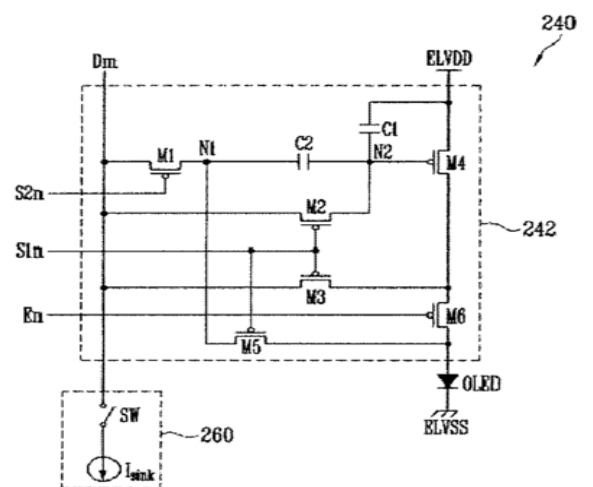 240
Dm
ELVDD
C1
M1
N1
C2
N2
M4
S2n
M2
242
S1n
M3
En
M5
M6
OLED
SW
260
ELVSS
Isink